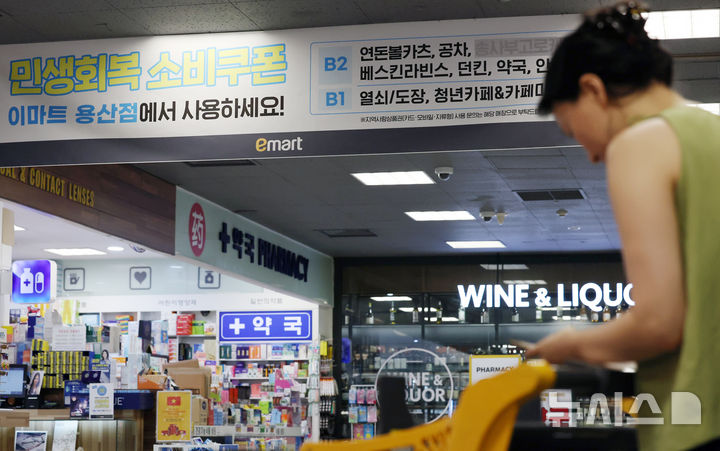 민생회복 소비쿠폰
이마트 용산점에서 사용하세요!
B2 연돈볼카츠, 공차,
베스킨라빈스, 던킨, 약국,
B1 열쇠/도장, 청년카페&카페마
emart
& CONTACT LENSES
药 +약국 PHARMACY
+약국
WINE & LIQUOR
WINE &
LIQUOR
PHARMACY
뉴시스